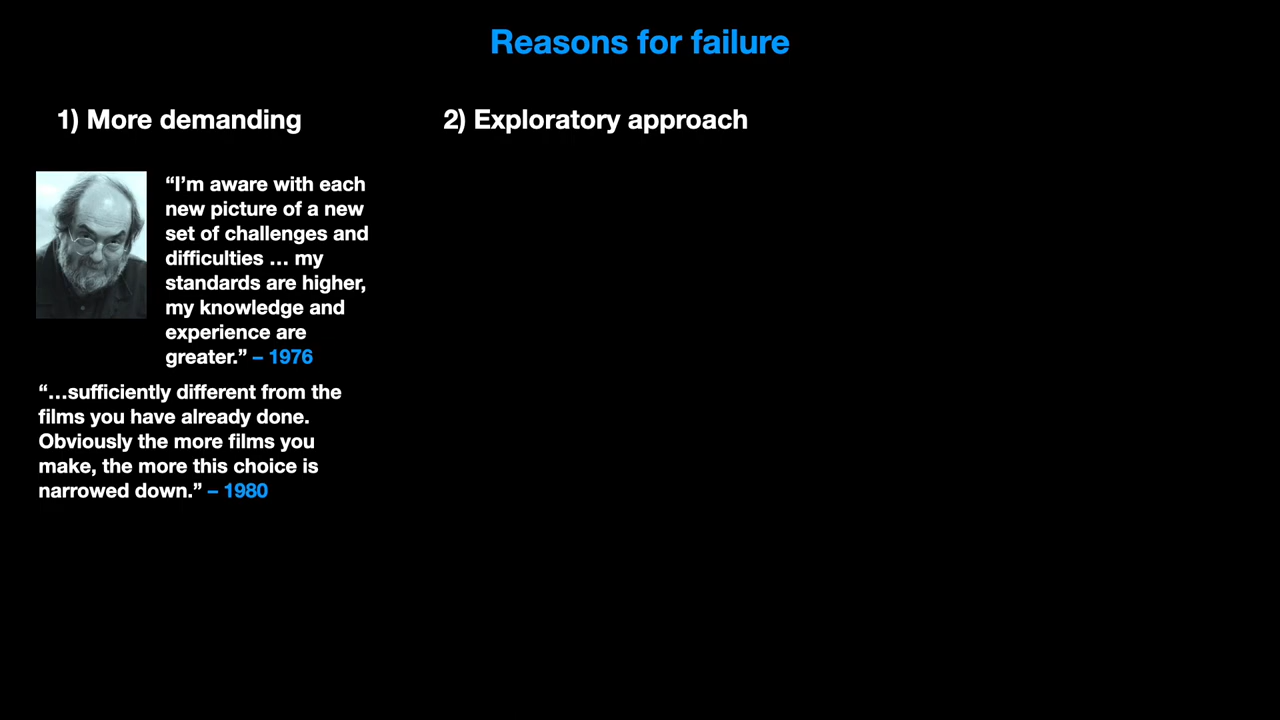 Reasons for failure
1) More demanding
2) Exploratory approach
“I’m aware with each
new picture of a new
set of challenges and
difficulties … my
standards are higher,
my knowledge and
experience are
greater.” – 1976
“…sufficiently different from the
films you have already done.
Obviously the more films you
make, the more this choice is
narrowed down.” – 1980